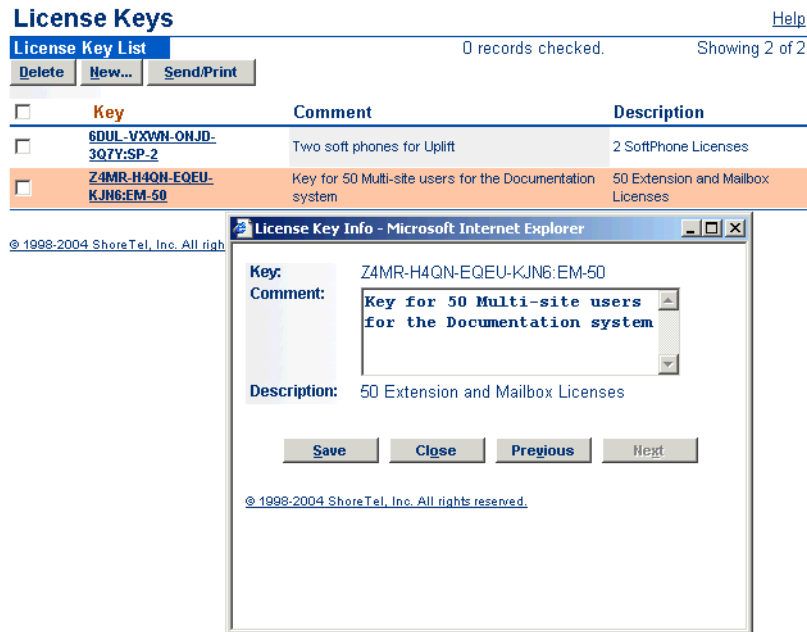 License Keys
Help
License Key List
0 records checked.
Showing 2 of 2
Delete
New...
Send/Print
Key
Comment
Description
6DUL-VXWN-ONJD-
3Q7Y:SP-2
Two soft phones for Uplift
2 SoftPhone Licenses
Z4MR-H4QN-EQEU-
KJN6:EM-50
Key for 50 Multi-site users for the Documentation
system
50 Extension and Mailbox
Licenses
© 1998-2004 ShoreTel, Inc. All righ
License Key Info - Microsoft Internet Explorer
Key:
Z4MR-H4QN-EQEU-KJN6:EM-50
Comment:
Key for 50 Multi-site users
for the Documentation system
Description:
50 Extension and Mailbox Licenses
Save
Close
Previous
Next
© 1998-2004 ShoreTel, Inc. All rights reserved.